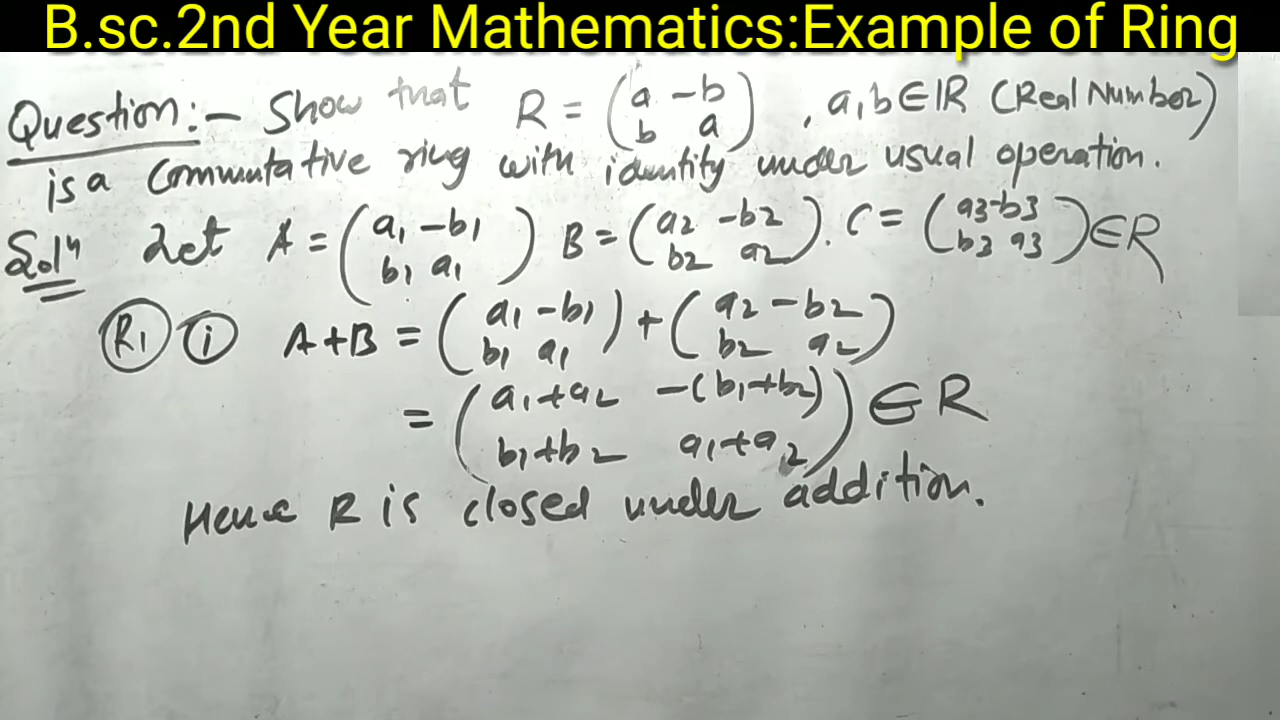 B.sc.2nd Year Mathematics:Example of Ring
Question:- Show that R = (a -b / b a) , a, b ∈ ℝ (Real Number)
is a commutative ring with identity under usual operation.
Solⁿ Let A = (a₁ -b₁ / b₁ a₁) B = (a₂ -b₂ / b₂ a₂). C = (a₃ -b₃ / b₃ a₃) ∈ R
R₁ i A+B = (a₁ -b₁ / b₁ a₁) + (a₂ -b₂ / b₂ a₂)
= (a₁+a₂ -(b₁+b₂) / b₁+b₂ a₁+a₂) ∈ R
Hence R is closed under addition.